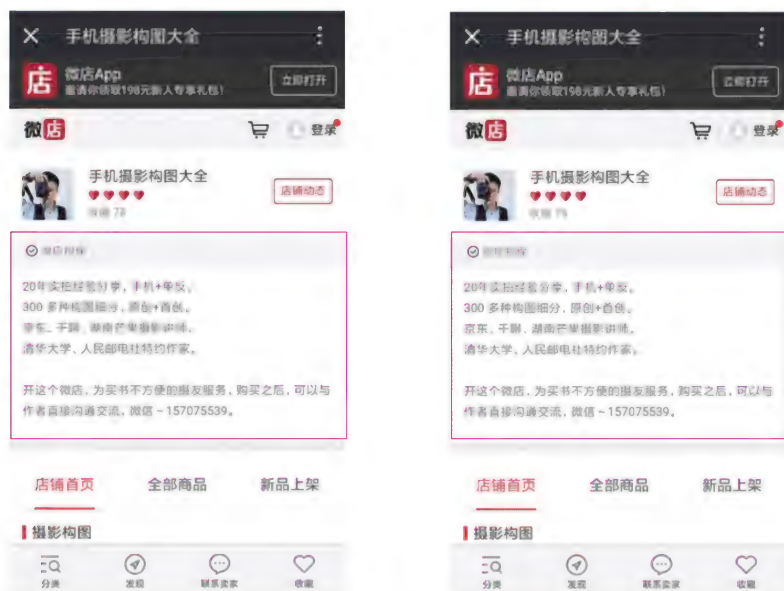 手机摄影构图大全
微店App
邀请你领取198元新人专享礼包!
立即打开
微店
登录
手机摄影构图大全
店铺动态
收藏 78
微店担保
20年实拍经验分享，手机+单反。
300 多种构图细分，原创+首创。
京东、千聊、湖南芒果摄影讲师。
清华大学、人民邮电社特约作家。
开这个微店，为买书不方便的摄友服务，购买之后，可以与
作者直接沟通交流，微信－157075539。
店铺首页 全部商品 新品上架
摄影构图
分类 发现 联系卖家 收藏
手机摄影构图大全
微店App
邀请你领取198元新人专享礼包!
立即打开
微店
登录
手机摄影构图大全
店铺动态
收藏 78
微店担保
20年实拍经验分享，手机+单反。
300 多种构图细分，原创+首创。
京东、千聊、湖南芒果摄影讲师。
清华大学、人民邮电社特约作家。
开这个微店，为买书不方便的摄友服务，购买之后，可以与
作者直接沟通交流，微信－157075539。
店铺首页 全部商品 新品上架
摄影构图
分类 发现 联系卖家 收藏